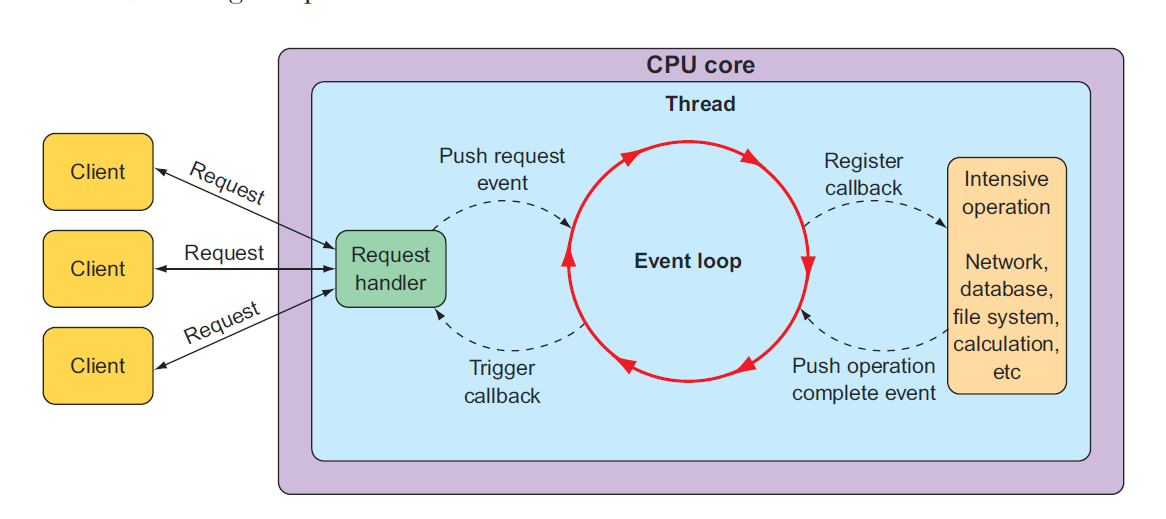 CPU core
Thread
Client
Client
Client
Request
Request
Request
Request
handler
Push request
event
Trigger
callback
Event loop
Register
callback
Push operation
complete event
Intensive
operation
Network,
database,
file system,
calculation,
etc